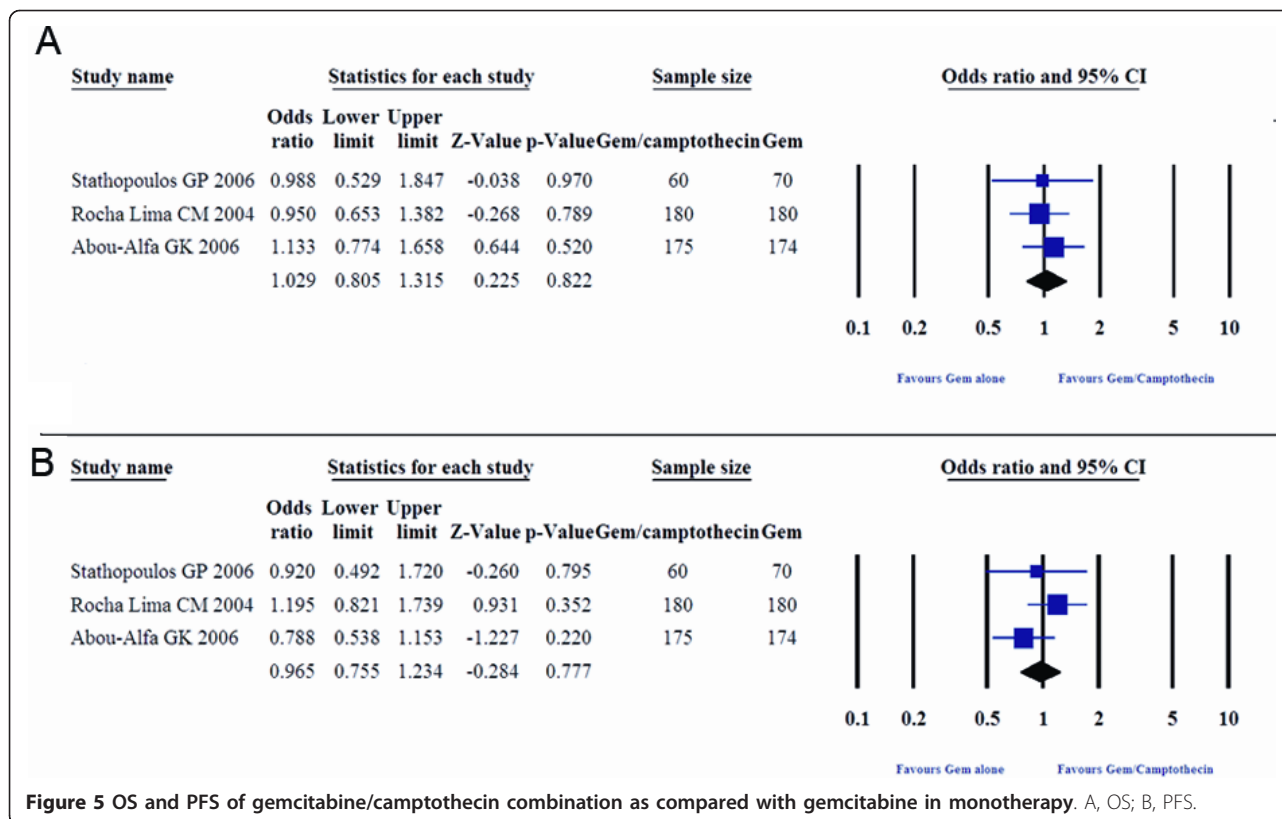 A
Study name Statistics for each study Sample size Odds ratio and 95% CI
Odds Lower Upper
ratio limit limit Z-Value p-Value Gem/camptothecin Gem
Stathopoulos GP 2006 0.988 0.529 1.847 -0.038 0.970 60 70
Rocha Lima CM 2004 0.950 0.653 1.382 -0.268 0.789 180 180
Abou-Alfa GK 2006 1.133 0.774 1.658 0.644 0.520 175 174
1.029 0.805 1.315 0.225 0.822
0.1 0.2 0.5 1 2 5 10
Favours Gem alone Favours Gem/Camptothecin
B
Study name Statistics for each study Sample size Odds ratio and 95% CI
Odds Lower Upper
ratio limit limit Z-Value p-Value Gem/camptothecin Gem
Stathopoulos GP 2006 0.920 0.492 1.720 -0.260 0.795 60 70
Rocha Lima CM 2004 1.195 0.821 1.739 0.931 0.352 180 180
Abou-Alfa GK 2006 0.788 0.538 1.153 -1.227 0.220 175 174
0.965 0.755 1.234 -0.284 0.777
0.1 0.2 0.5 1 2 5 10
Favours Gem alone Favours Gem/Camptothecin
Figure 5 OS and PFS of gemcitabine/camptothecin combination as compared with gemcitabine in monotherapy. A, OS; B, PFS.